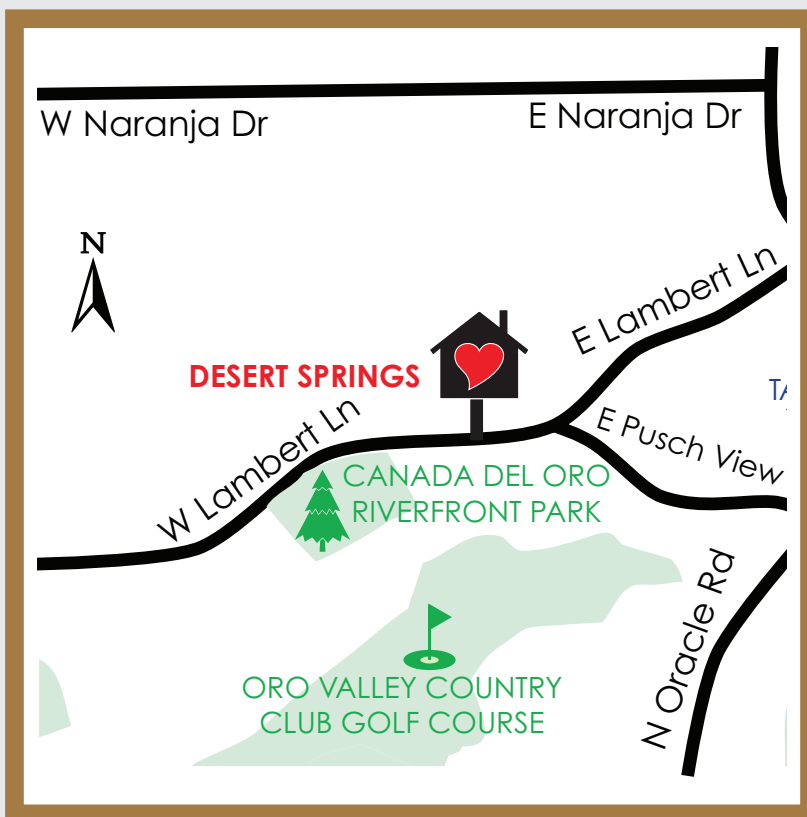 W Naranja Dr
E Naranja Dr
N
E Lambert Ln
DESERT SPRINGS
W Lambert Ln
E Pusch View
CANADA DEL ORO
RIVERFRONT PARK
N Oracle Rd
ORO VALLEY COUNTRY
CLUB GOLF COURSE